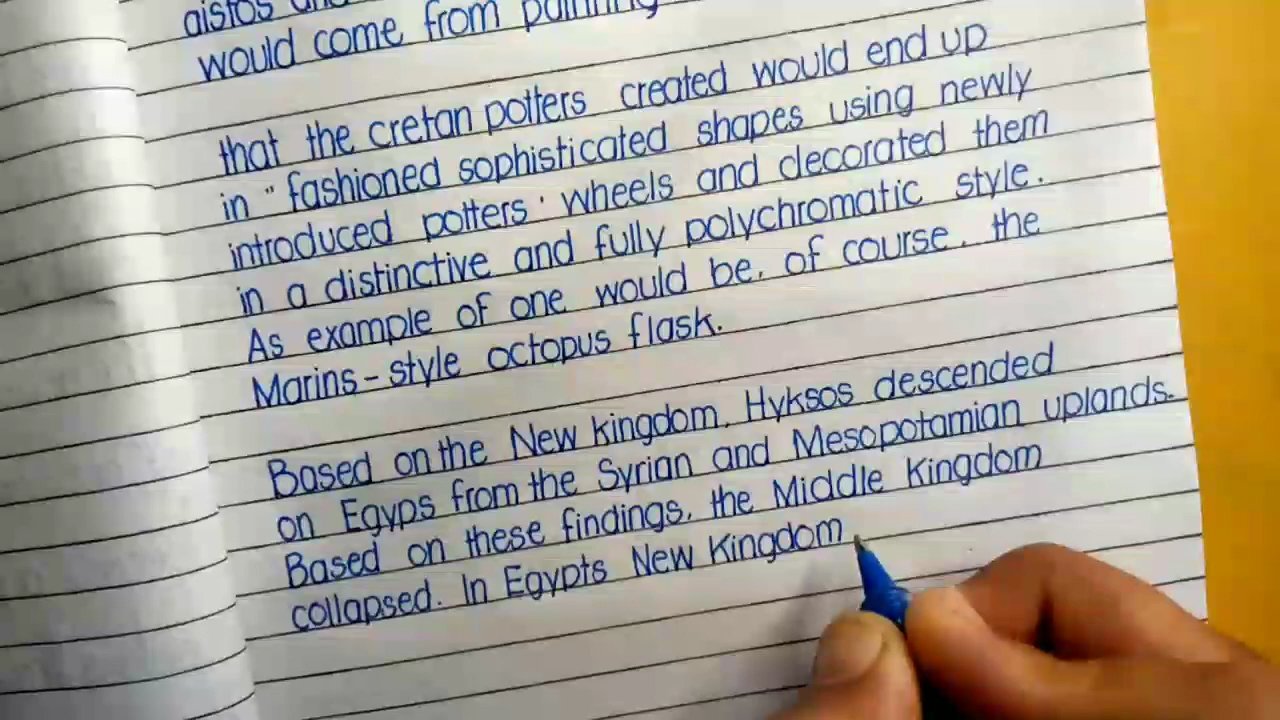 would come from
that the cretan potters created would end up
in " fashioned sophisticated shapes using newly
introduced potters ' wheels and decorated them
in a distinctive and fully polychromatic style.
As example of one would be, of course, the
Marins-style octopus flask.
Based on the New kingdom, Hyksos descended
on Egyps from the Syrian and Mesopotamian uplands.
Based on these findings, the Middle Kingdom
collapsed. In Egypts New Kingdom